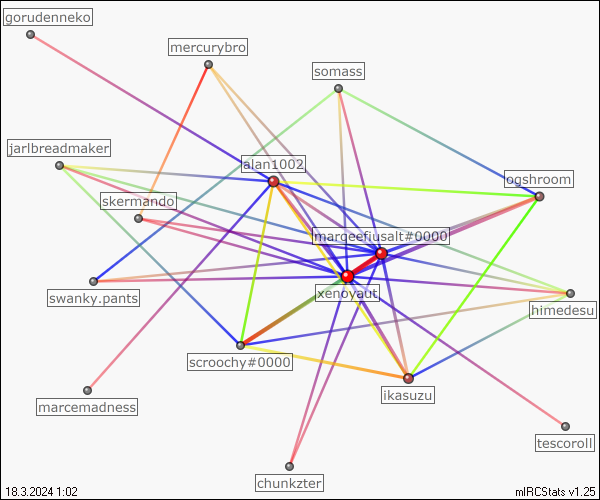 gorudenneko
mercurybro
somass
jarlbreadmaker
alan1002
ogshroom
skermando
margeefiusalt#0000
swanky.pants
xenoyaut
himedesu
scroochy#0000
ikasuzu
marcemadness
tescoroll
chunkzter
18.3.2024 1:02
mIRCStats v1.25